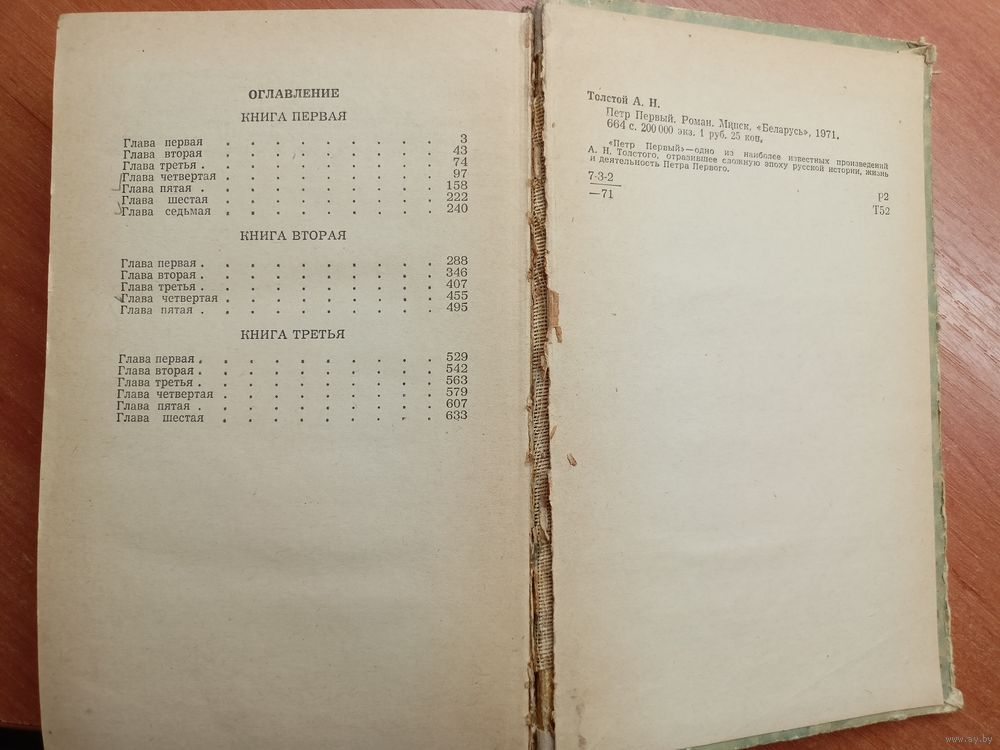 ОГЛАВЛЕНИЕ
КНИГА ПЕРВАЯ
Глава первая . . . . . . . . . . 3
Глава вторая . . . . . . . . . . 43
Глава третья . . . . . . . . . . 74
Глава четвертая . . . . . . . . . . 97
Глава пятая . . . . . . . . . . 158
Глава шестая . . . . . . . . . . 222
Глава седьмая . . . . . . . . . . 240
КНИГА ВТОРАЯ
Глава первая . . . . . . . . . . 288
Глава вторая . . . . . . . . . . 346
Глава третья . . . . . . . . . . 407
Глава четвертая . . . . . . . . . . 455
Глава пятая . . . . . . . . . . 495
КНИГА ТРЕТЬЯ
Глава первая . . . . . . . . . . 529
Глава вторая . . . . . . . . . . 542
Глава третья . . . . . . . . . . 563
Глава четвертая . . . . . . . . . . 579
Глава пятая . . . . . . . . . . 607
Глава шестая . . . . . . . . . . 633
Толстой А. Н.
Петр Первый. Роман. Минск, «Беларусь», 1971.
664 с. 200 000 экз. 1 руб. 25 коп.
«Петр Первый»—одно из наиболее известных произведений
А. Н. Толстого, отразившее сложную эпоху русской истории, жизнь
и деятельность Петра Первого.
7-3-2
—71
Р2
Т52
www.ay.by